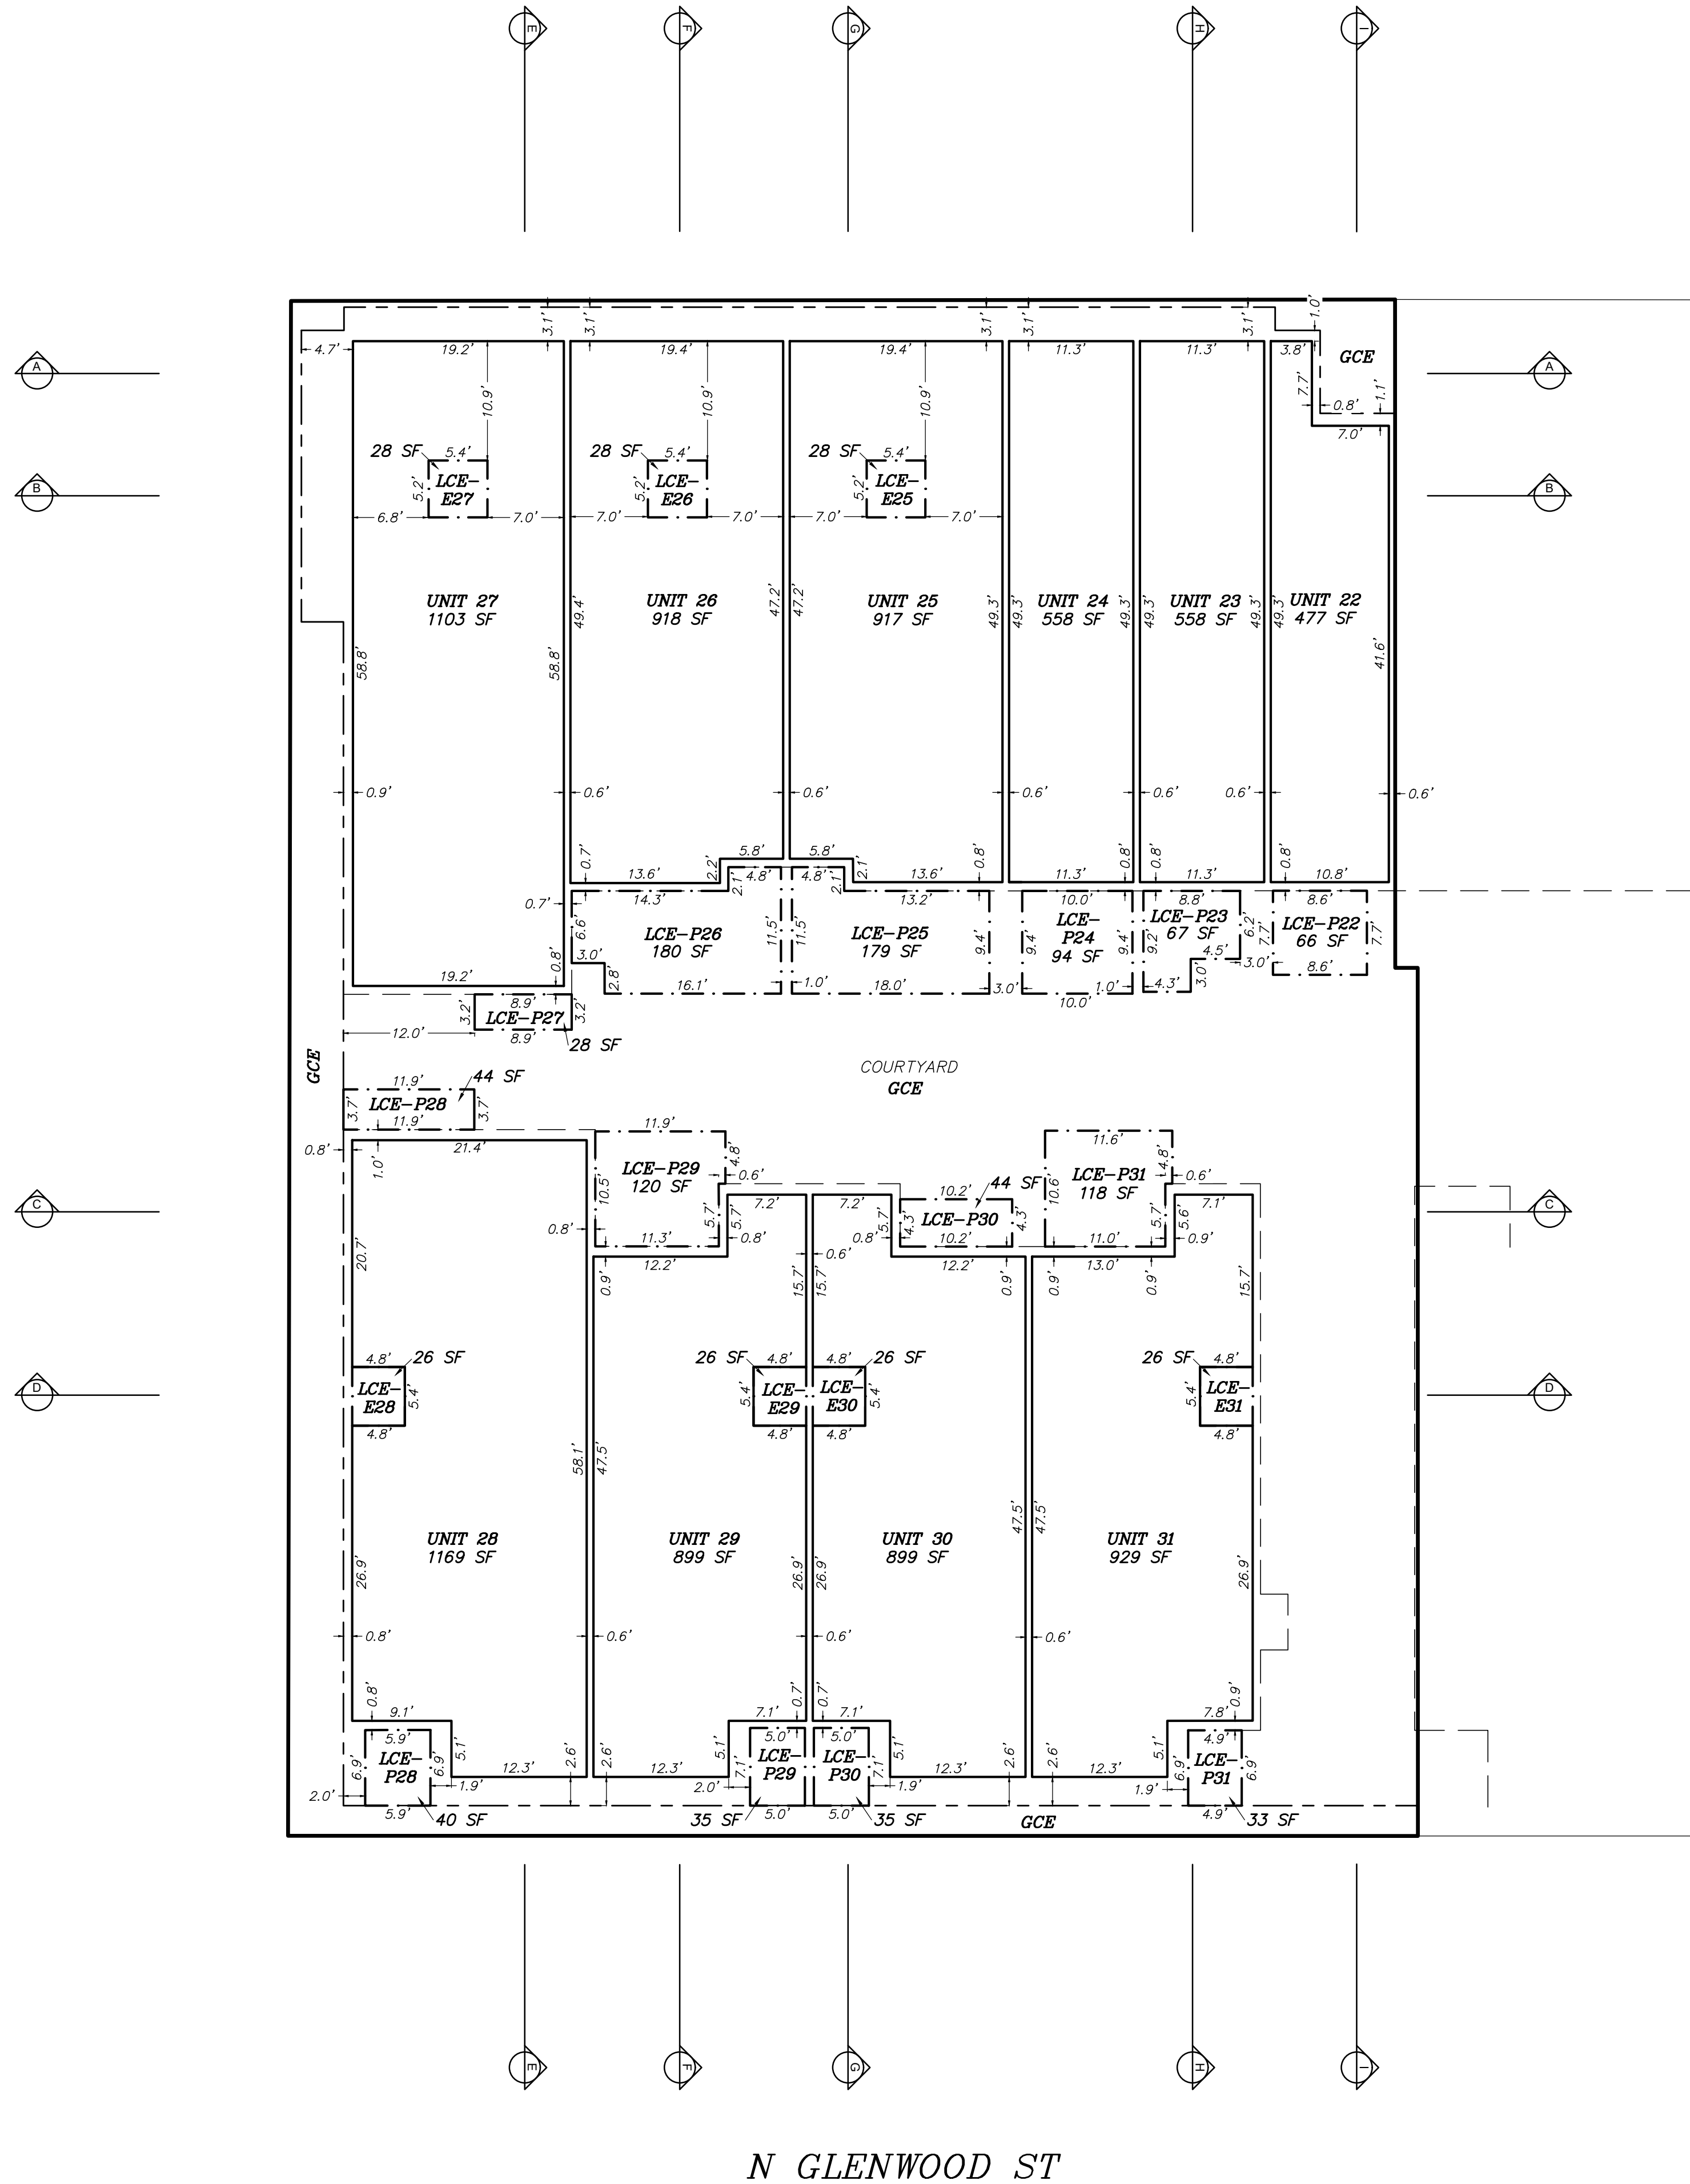 E F G H I
1.0'
3.1' 3.1' 3.1' 3.1' 3.1'
4.7' 19.2' 19.4' 19.4' 11.3' 11.3' 3.8' GCE
A A
7.7' 0.8' 1.1'
10.9' 10.9' 10.9'
7.0'
28 SF 5.4' 28 SF 5.4' 28 SF 5.4'
5.2' LCE- 5.2' LCE- 5.2' LCE-
E27 E26 E25
B B
6.8' 7.0' 7.0' 7.0' 7.0' 7.0'
UNIT 27 UNIT 26 UNIT 25 UNIT 24 UNIT 23 UNIT 22
1103 SF 918 SF 917 SF 558 SF 558 SF 477 SF
49.4' 47.2' 47.2' 49.3' 49.3' 49.3' 49.3' 49.3' 49.3'
58.8' 58.8' 41.6'
0.9' 0.6' 0.6' 0.6' 0.6' 0.6' 0.6'
0.7' 5.8' 5.8' 0.8' 0.8' 0.8' 0.8'
13.6' 2.2' 2.1' 13.6' 11.3' 11.3' 10.8'
2.1' 4.8' 4.8' 2.1'
0.7' 14.3' 13.2' 10.0' 8.8' 8.6'
6.6' LCE-P26 11.5' 11.5' LCE-P25 9.4' 9.4' LCE- 9.4' 9.2' LCE-P23 6.2' 7.7' LCE-P22 7.7'
180 SF 179 SF P24 67 SF 66 SF
94 SF
0.8' 3.0' 4.5' 3.0'
19.2' 2.8' 16.1' 1.0' 18.0' 3.0' 10.0' 1.0' 4.3' 3.0' 8.6'
8.9'
3.2' LCE-P27 3.2'
12.0' 8.9' 28 SF
COURTYARD
GCE
GCE
11.9' 44 SF
3.7' LCE-P28 3.7'
11.9'
0.8' 1.0' 21.4'
11.9' 11.6'
4.8' 4.8'
LCE-P29 0.6' LCE-P31 0.6'
120 SF 118 SF
10.5' 10.6'
44 SF
10.2'
7.2' 7.2' 7.1'
5.7' 5.7' 5.7' 4.3' LCE-P30 4.3' 5.7' 5.6'
C C
20.7' 0.8' 11.3' 0.8' 0.6' 0.8' 10.2' 11.0' 0.9'
12.2' 12.2' 13.0'
0.9' 15.7' 15.7' 0.9' 0.9' 0.9' 15.7'
4.8' 26 SF 26 SF 4.8' 4.8' 26 SF 26 SF 4.8'
LCE- 5.4' 5.4' LCE- LCE- 5.4' 5.4' LCE-
E28 E29 E30 E31
D D
4.8' 4.8' 4.8' 4.8'
58.1' 47.5' 47.5' 47.5'
UNIT 28 UNIT 29 UNIT 30 UNIT 31
1169 SF 899 SF 899 SF 929 SF
26.9' 26.9' 26.9' 26.9'
0.8' 0.6' 0.6' 0.6'
0.8' 0.7' 0.7' 0.9'
9.1' 7.1' 7.1' 7.8'
5.9' 5.1' 5.1' 5.0' 5.0' 5.1' 5.1' 4.9'
6.9' LCE- 6.9' 7.1' LCE- LCE- 7.1' 6.9' LCE- 6.9'
P28 P29 P30 P31
12.3' 2.6' 2.6' 12.3' 12.3' 2.6' 2.6' 12.3'
2.0' 1.9' 2.0' 1.9' 1.9'
5.9' 40 SF 35 SF 5.0' 5.0' 35 SF 4.9' 33 SF
GCE
E F G H I
N GLENWOOD ST